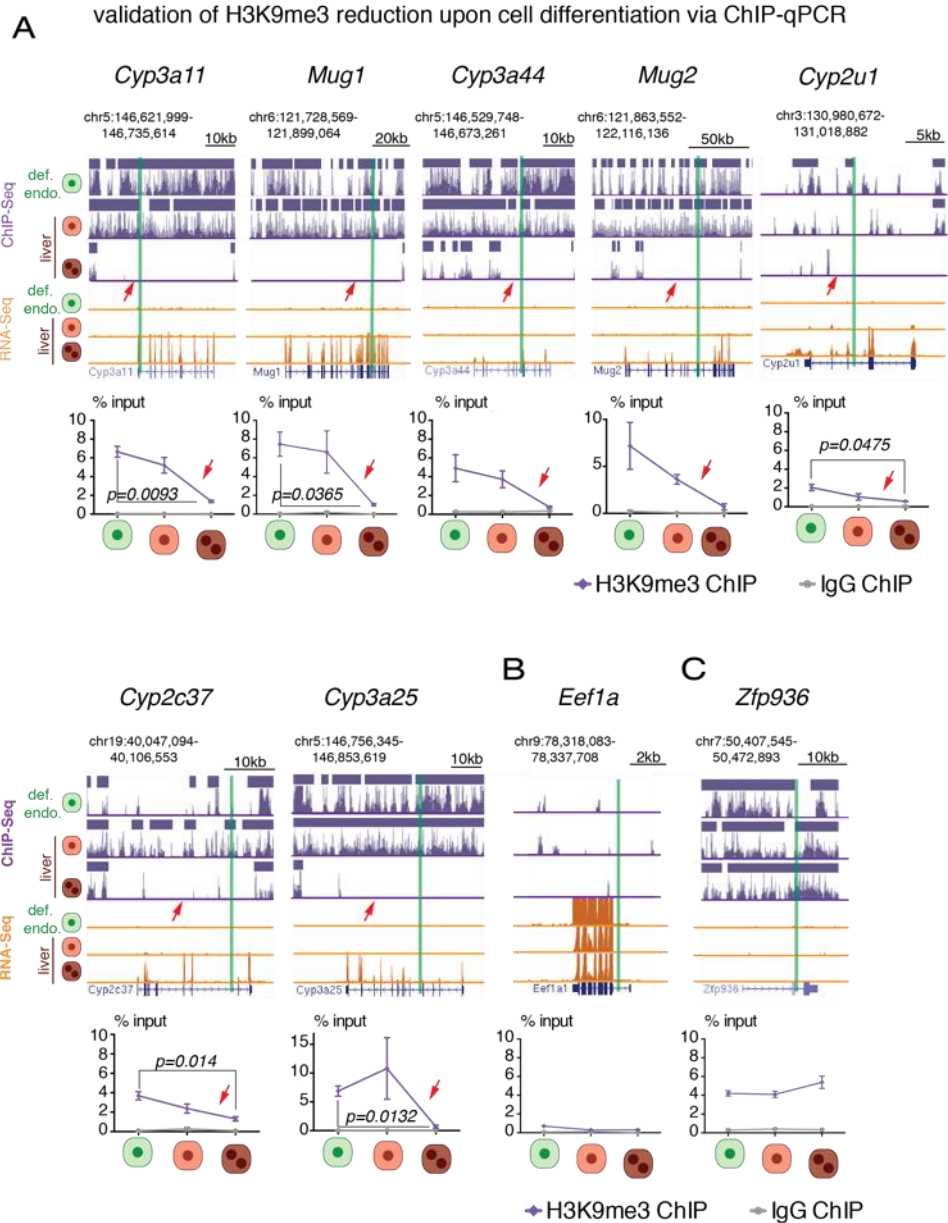 validation of H3K9me3 reduction upon cell differentiation via ChIP-qPCR
A
Cyp3a11 Mug1 Cyp3a44 Mug2 Cyp2u1
chr5:146,621,999-
146,735,614
10kb
chr6:121,728,569-
121,899,064
20kb
chr5:146,529,748-
146,673,261
10kb
chr6:121,863,552-
122,116,136
50kb
chr3:130,980,672-
131,018,882
5kb
ChIP-Seq
def.
endo.
liver
RNA-Seq
def.
endo.
liver
Cyp3a11 Mug1 Cyp3a44 Mug2 Cyp2u1
% input
10
8
6
4
2
0
p=0.0093
% input
10
8
6
4
2
0
p=0.0365
% input
10
8
6
4
2
0
% input
10
5
0
% input
10
8
6
4
2
0
p=0.0475
H3K9me3 ChIP IgG ChIP
Cyp2c37 Cyp3a25
B
Eef1a
C
Zfp936
chr19:40,047,094-
40,106,553
10kb
chr5:146,756,345-
146,853,619
10kb
chr9:78,318,083-
78,337,708
2kb
chr7:50,407,545-
50,472,893
10kb
ChIP-Seq
def.
endo.
liver
RNA-Seq
def.
endo.
liver
Cyp2c37 Cyp3a25 Eef1a1 Zfp936
% input
10
8
6
4
2
0
p=0.014
% input
15
10
5
0
p=0.0132
% input
10
8
6
4
2
0
% input
10
8
6
4
2
0
H3K9me3 ChIP IgG ChIP